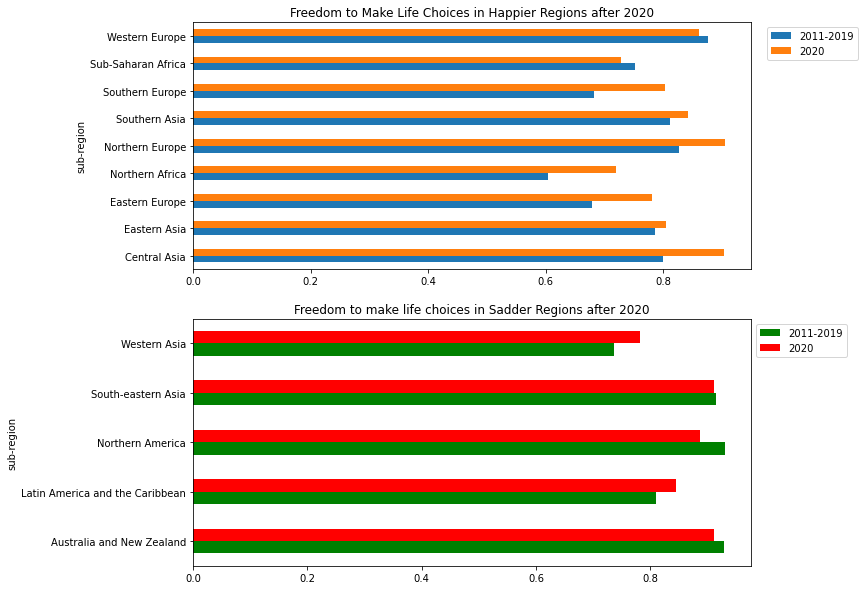 Freedom to Make Life Choices in Happier Regions after 2020
2011-2019
2020
sub-region
Western Europe
Sub-Saharan Africa
Southern Europe
Southern Asia
Northern Europe
Northern Africa
Eastern Europe
Eastern Asia
Central Asia
0.0 0.2 0.4 0.6 0.8
Freedom to make life choices in Sadder Regions after 2020
2011-2019
2020
sub-region
Western Asia
South-eastern Asia
Northern America
Latin America and the Caribbean
Australia and New Zealand
0.0 0.2 0.4 0.6 0.8